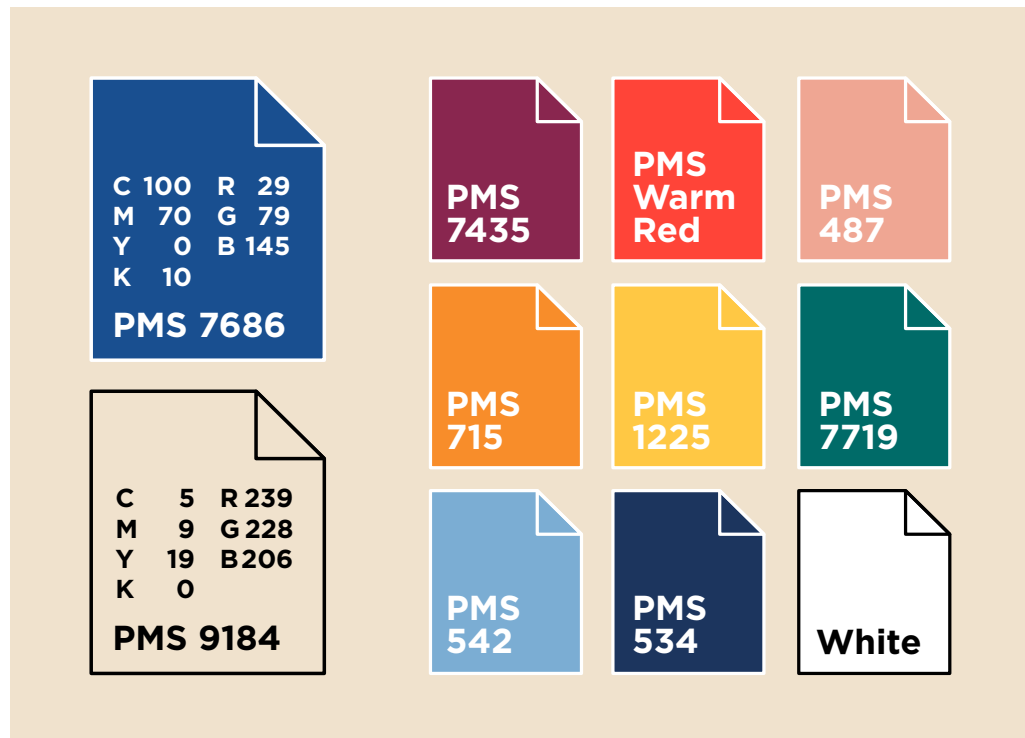 C 100 R 29
M 70 G 79
Y 0 B 145
K 10
PMS 7686
C 5 R 239
M 9 G 228
Y 19 B 206
K 0
PMS 9184
PMS
7435
PMS
Warm
Red
PMS
487
PMS
715
PMS
1225
PMS
7719
PMS
542
PMS
534
White